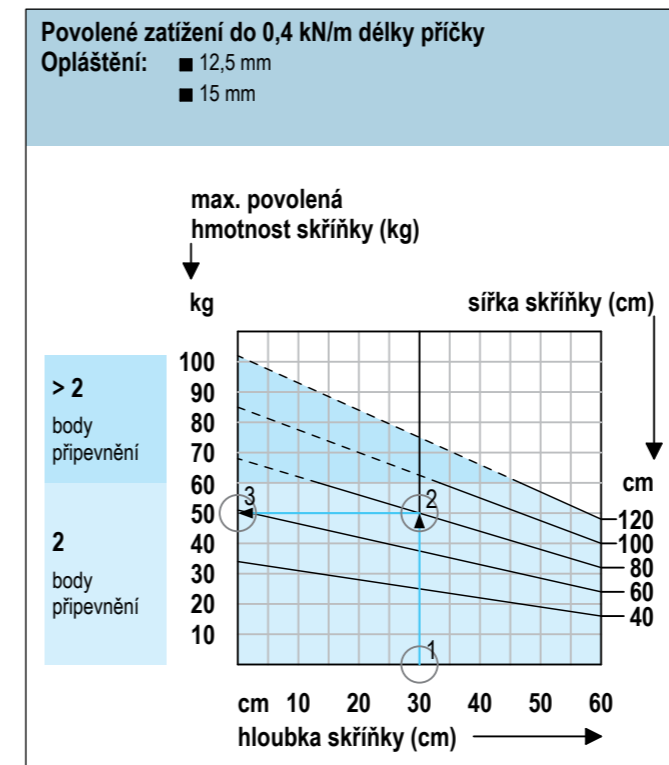 Povolené zatížení do 0,4 kN/m délky příčky
Opláštění: ■ 12,5 mm
■ 15 mm
max. povolená
hmotnost skříňky (kg)
kg
sířka skříňky (cm)
> 2
body
připevnění
2
body
připevnění
100
90
80
70
60
50
40
30
20
10
3
2
1
cm
120
100
80
60
40
cm 10 20 30 40 50 60
hloubka skříňky (cm)